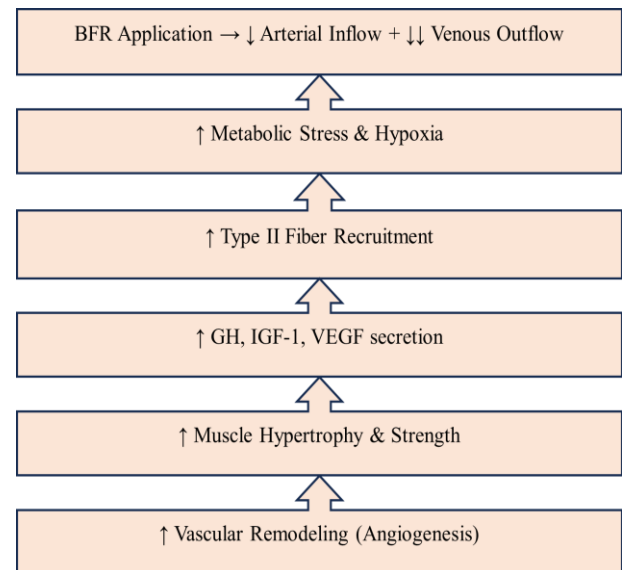 BFR Application → ↓ Arterial Inflow + ↓↓ Venous Outflow
↑ Metabolic Stress & Hypoxia
↑ Type II Fiber Recruitment
↑ GH, IGF-1, VEGF secretion
↑ Muscle Hypertrophy & Strength
↑ Vascular Remodeling (Angiogenesis)